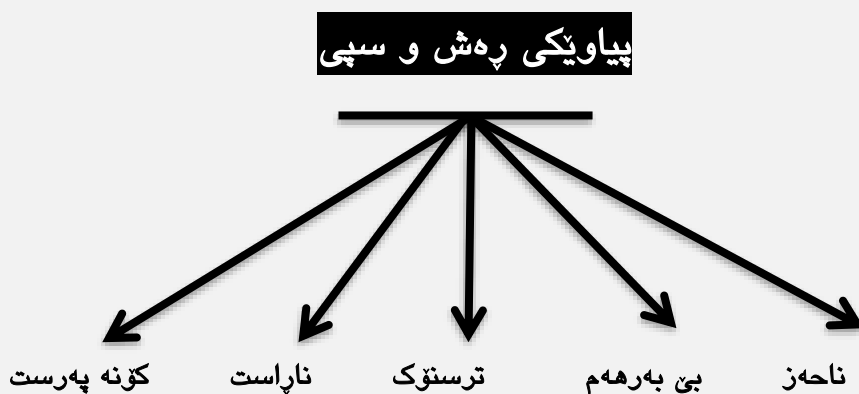 پیاوێکی ڕەش و سپی
ناحەز
بێ بەرهەم
ترسنۆک
ناڕاست
کۆنە پەرست